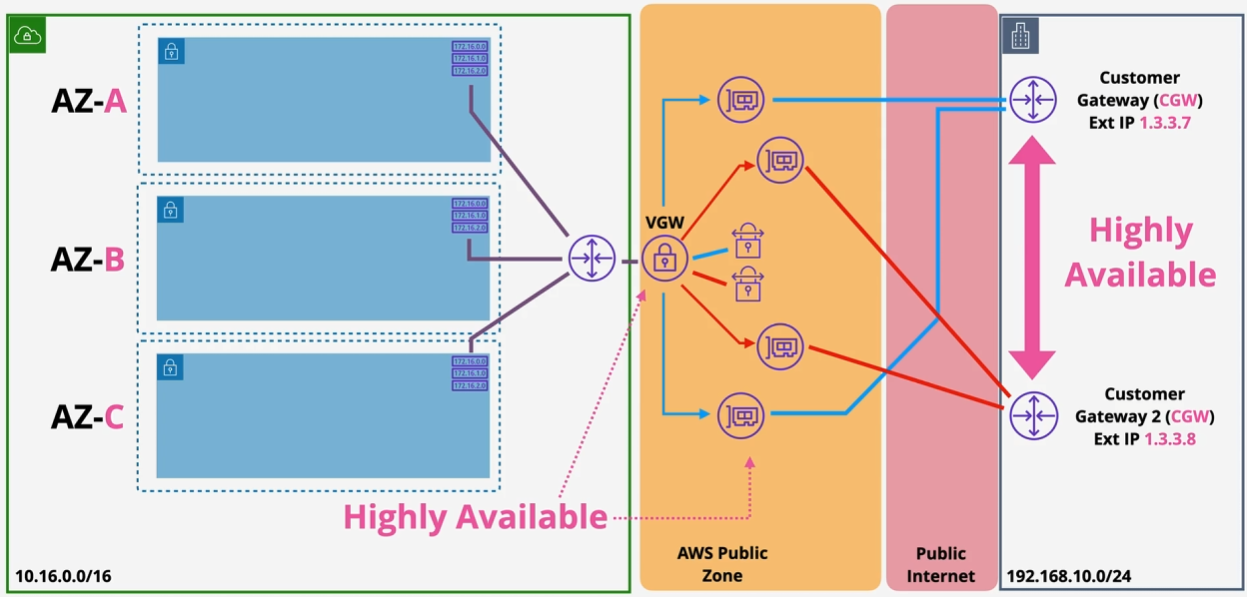 AZ-A
172.16.0.0
172.16.1.0
172.16.2.0
AZ-B
172.16.0.0
172.16.1.0
172.16.2.0
AZ-C
172.16.0.0
172.16.1.0
172.16.2.0
Highly Available
10.16.0.0/16
VGW
AWS Public
Zone
Public
Internet
Customer
Gateway (CGW)
Ext IP 1.3.3.7
Highly
Available
Customer
Gateway 2 (CGW)
Ext IP 1.3.3.8
192.168.10.0/24